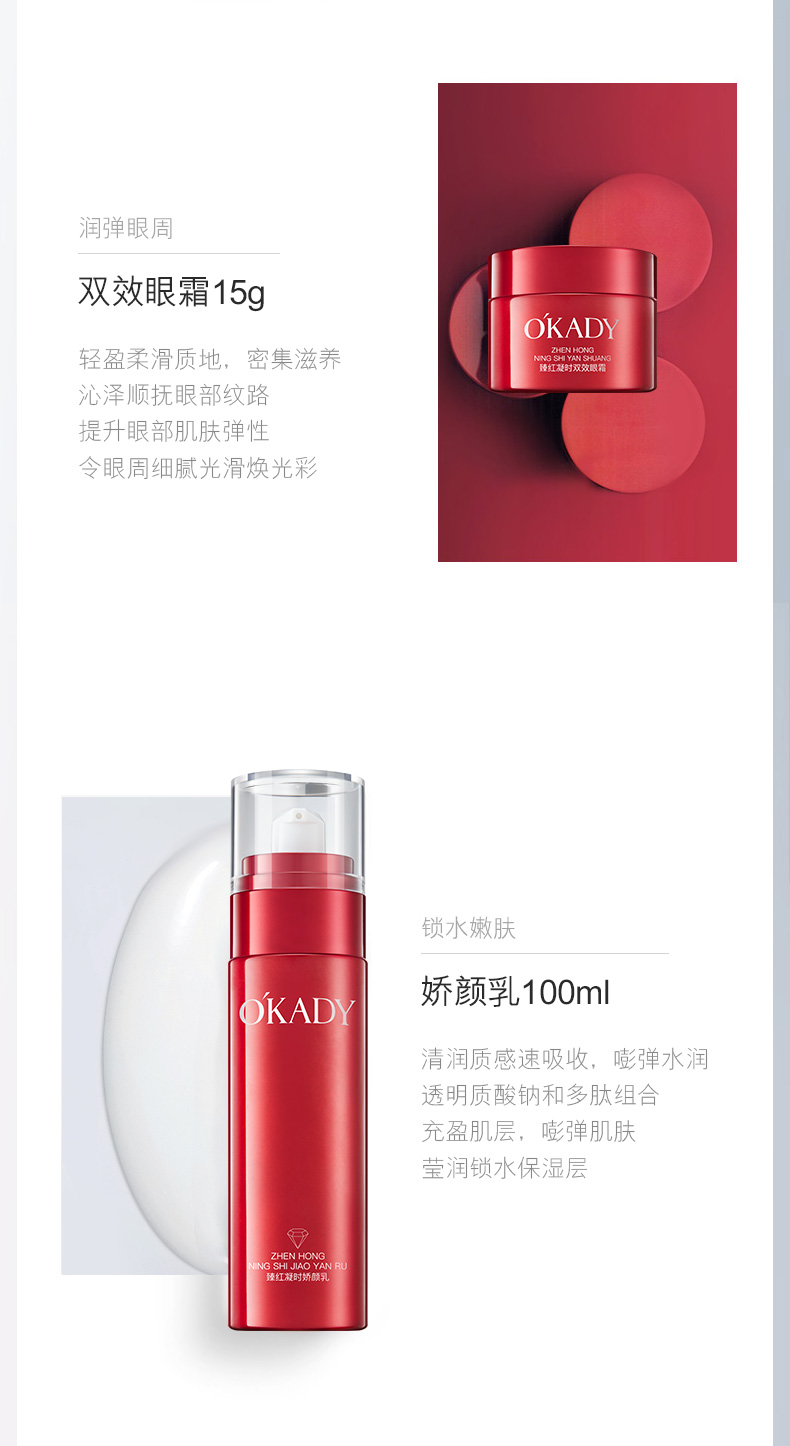 润弹眼周
双效眼霜15g
轻盈柔滑质地，密集滋养
沁泽顺抚眼部纹路
提升眼部肌肤弹性
令眼周细腻光滑焕光彩
O'KADY
ZHEN HONG
NING SHI YAN SHUANG
臻红凝时双效眼霜
锁水嫩肤
娇颜乳100ml
清润质感速吸收，嘭弹水润
透明质酸钠和多肽组合
充盈肌层，嘭弹肌肤
莹润锁水保湿层
O'KADY
ZHEN HONG
NING SHI JIAO YAN RU
臻红凝时娇颜乳